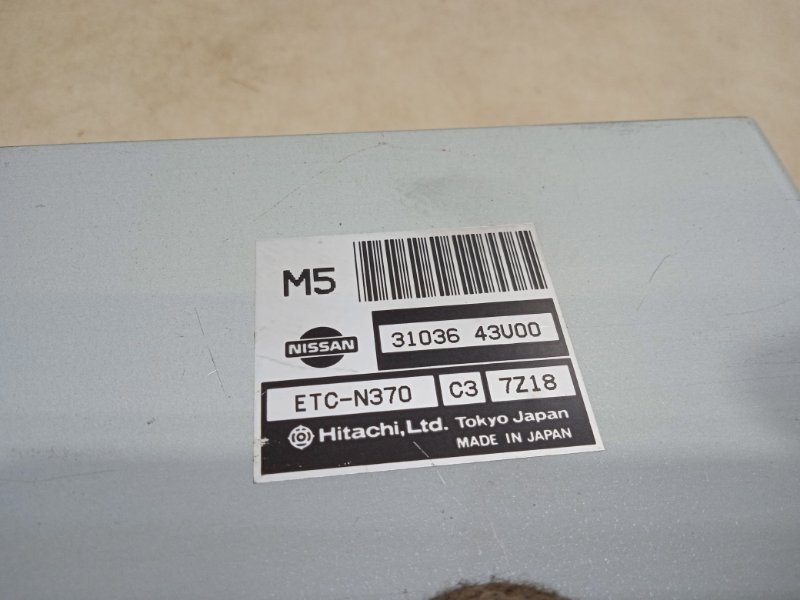 M5
NISSAN
31036 43U00
ETC-N370 C3 7Z18
Hitachi, Ltd. Tokyo Japan
MADE IN JAPAN